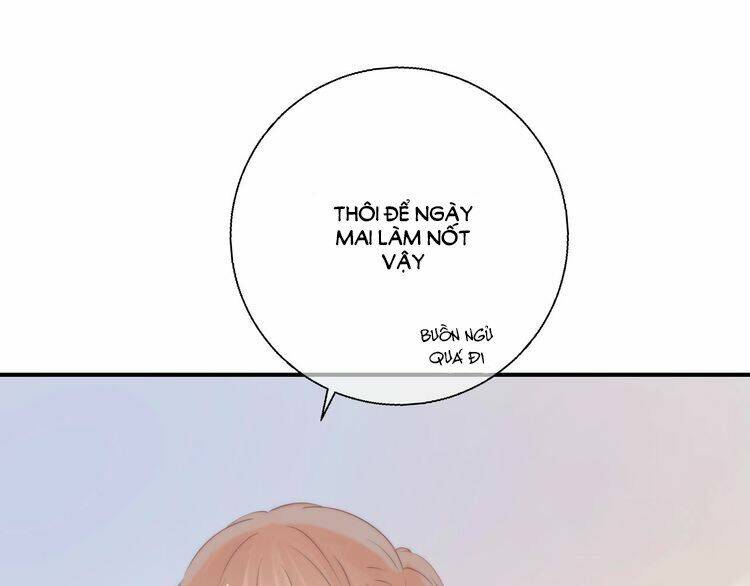 THÔI ĐỂ NGÀY
MAI LÀM NỐT
VẬY
BUỒN NGỦ
QUÁ ĐI